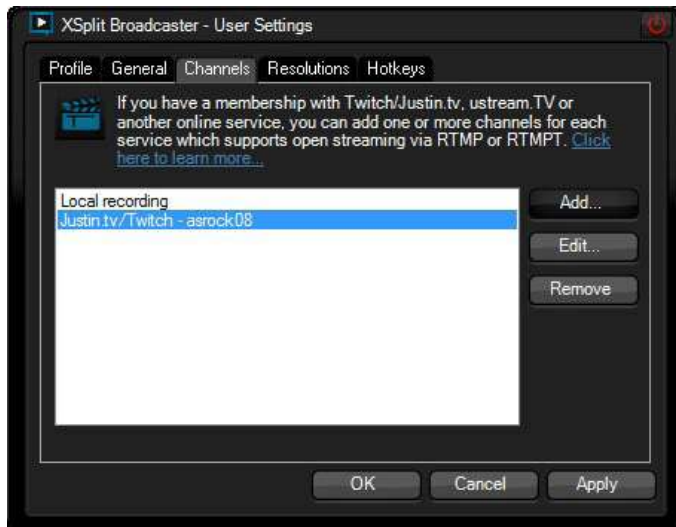 XSplit Broadcaster - User Settings
Profile General Channels Resolutions Hotkeys
If you have a membership with Twitch/Justin.tv, ustream.TV or
another online service, you can add one or more channels for each
service which supports open streaming via RTMP or RTMPT. Click
here to learn more...
Local recording
Justin.tv/Twitch - asrock08
Add...
Edit...
Remove
OK Cancel Apply